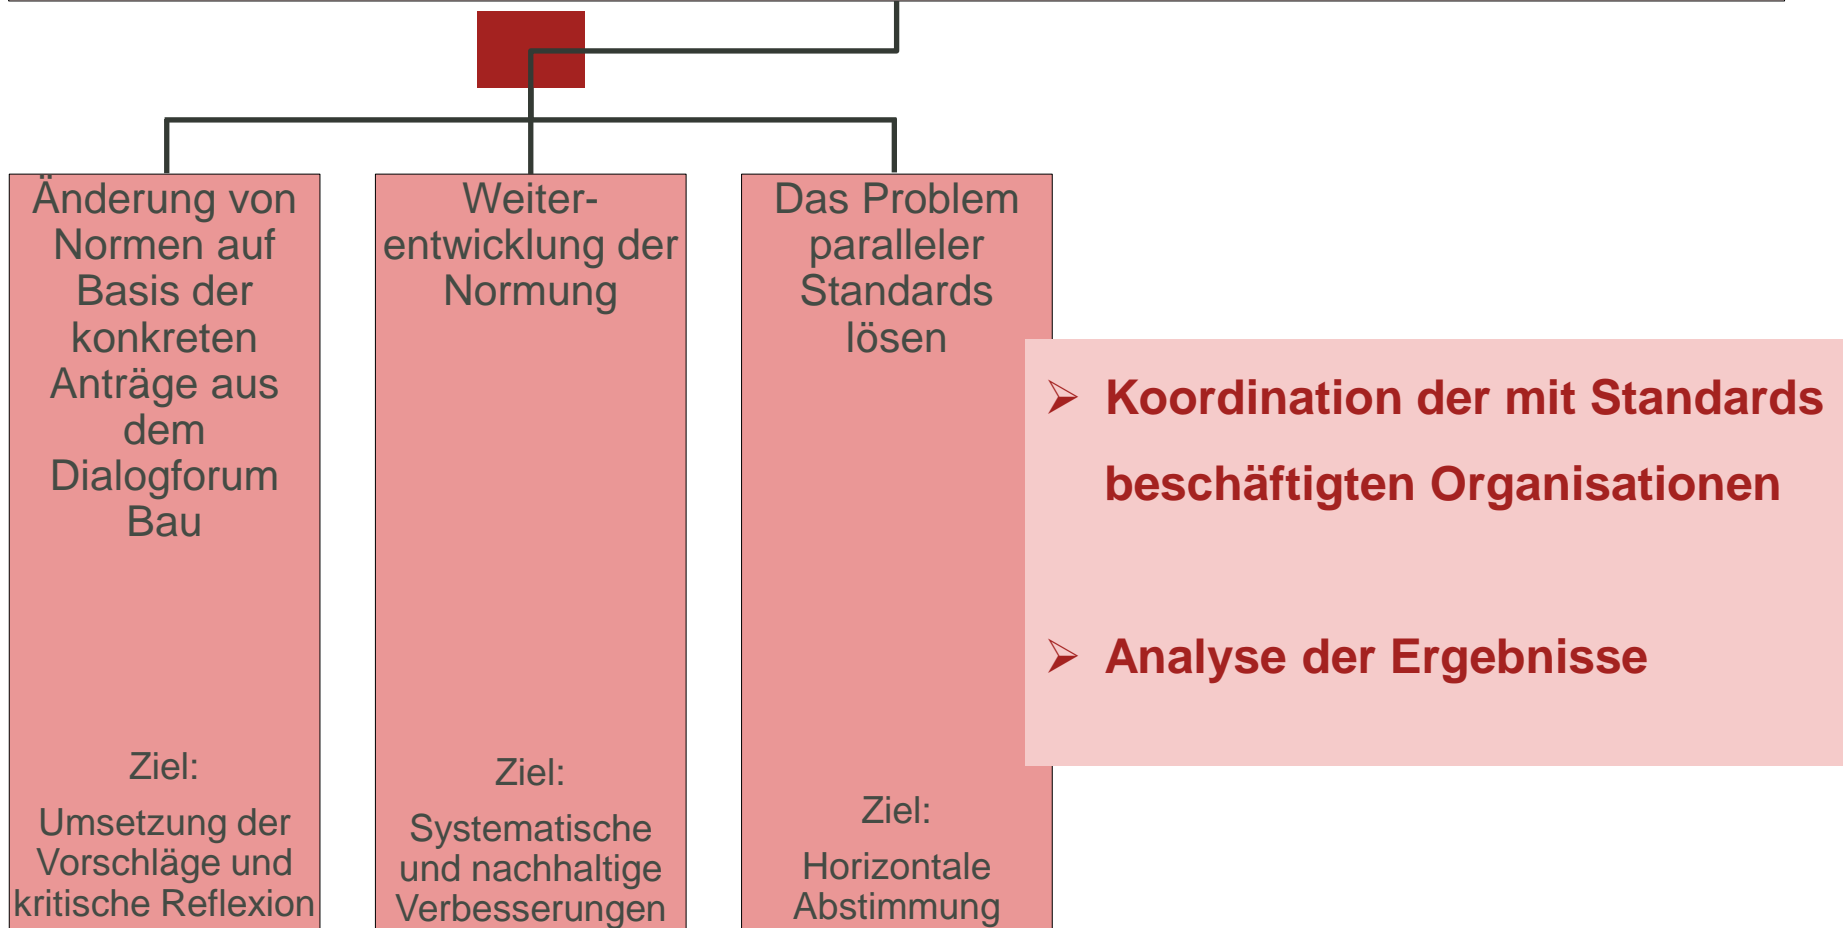 Änderung von
Normen auf
Basis der
konkreten
Anträge aus
dem
Dialogforum
Bau
Ziel:
Umsetzung der
Vorschläge und
kritische Reflexion
Weiter-
entwicklung der
Normung
Ziel:
Systematische
und nachhaltige
Verbesserungen
Das Problem
paralleler
Standards
lösen
Ziel:
Horizontale
Abstimmung
➢ Koordination der mit Standards
beschäftigten Organisationen
➢ Analyse der Ergebnisse